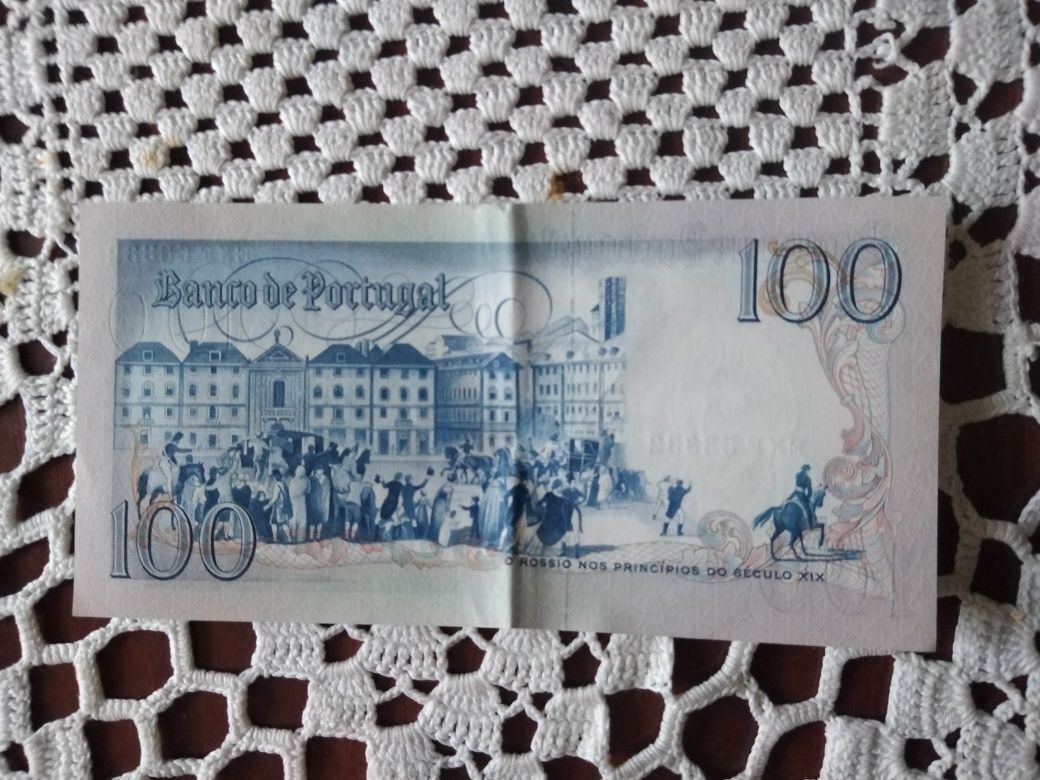 Banco de Portugal
100
100
O ROSSIO NOS PRINCÍPIOS DO SÉCULO XIX